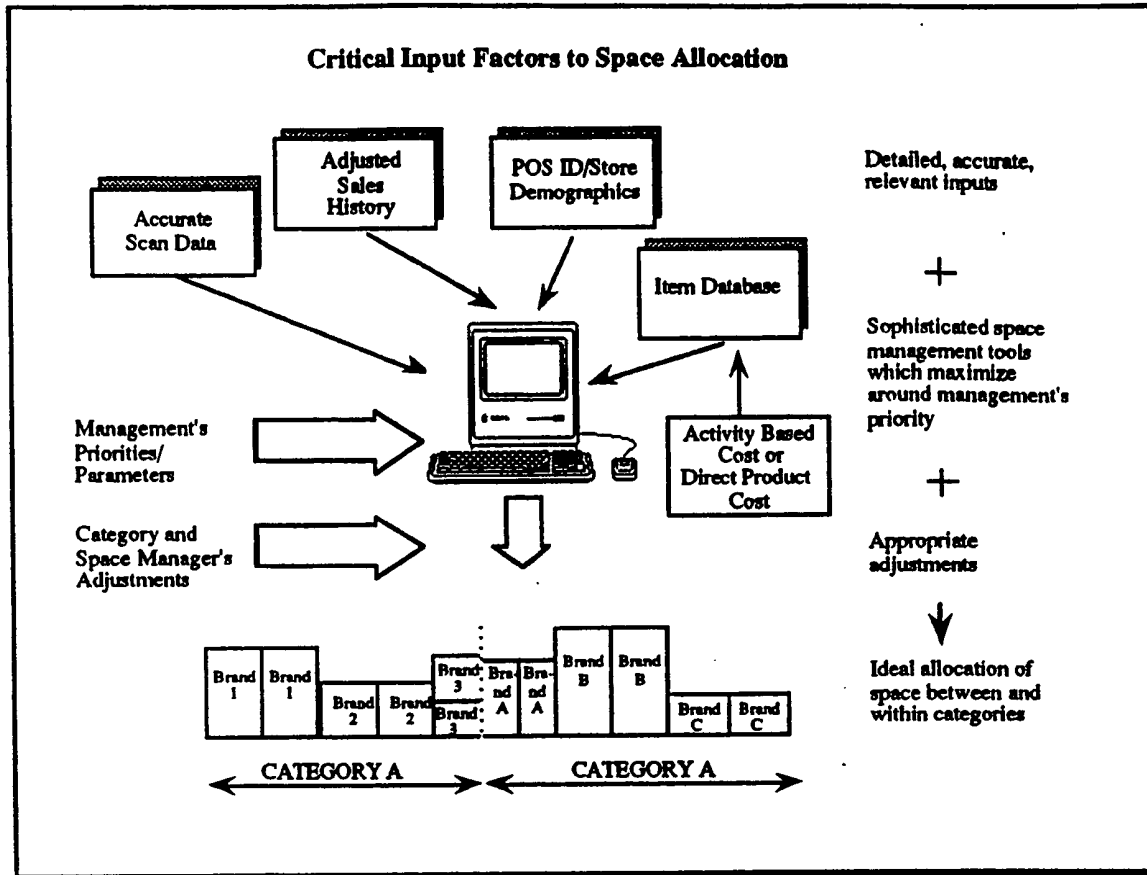 Critical Input Factors to Space Allocation
Accurate
Scan Data
Adjusted
Sales
History
POS ID/Store
Demographics
Item Database
Activity Based
Cost or
Direct Product
Cost
Management's
Priorities/
Parameters
Category and
Space Manager's
Adjustments
Brand
1
Brand
1
Brand
2
Brand
2
Brand
3
Brand
3
Bra-
nd
A
Bra-
nd
A
Brand
B
Brand
B
Brand
C
Brand
C
CATEGORY A
CATEGORY A
Detailed, accurate,
relevant inputs
+
Sophisticated space
management tools
which maximize
around management's
priority
+
Appropriate
adjustments
Ideal allocation of
space between and
within categories